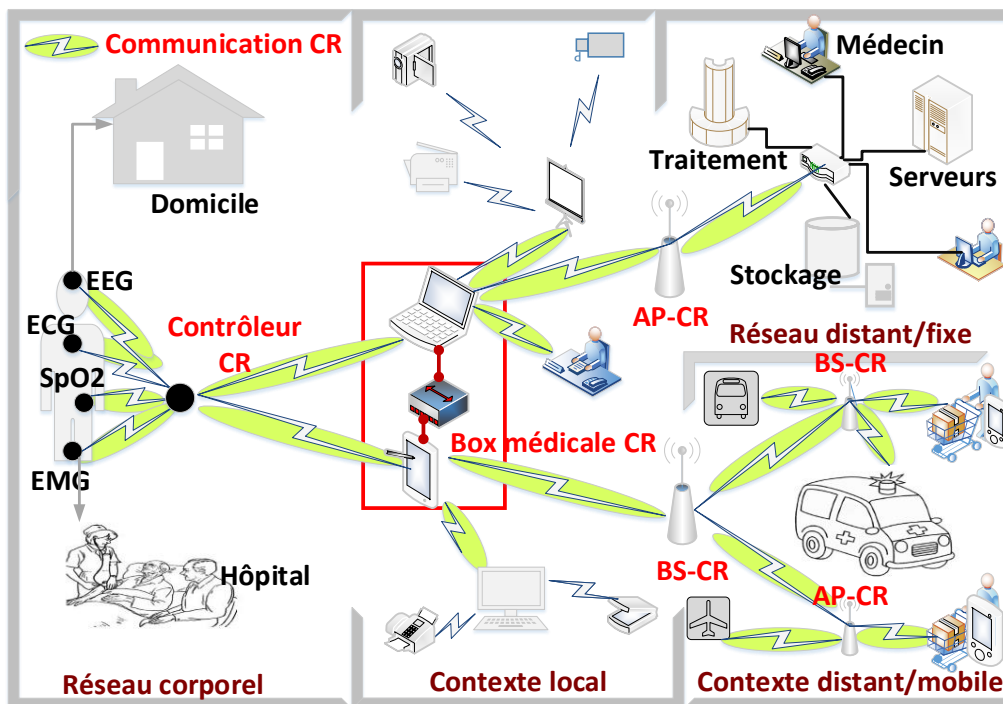 Communication CR
Domicile
EEG
ECG
SpO2
EMG
Contrôleur
CR
Hôpital
Réseau corporel
Box médicale CR
Contexte local
Médecin
Traitement
Serveurs
Stockage
AP-CR
Réseau distant/fixe
BS-CR
BS-CR
AP-CR
Contexte distant/mobile